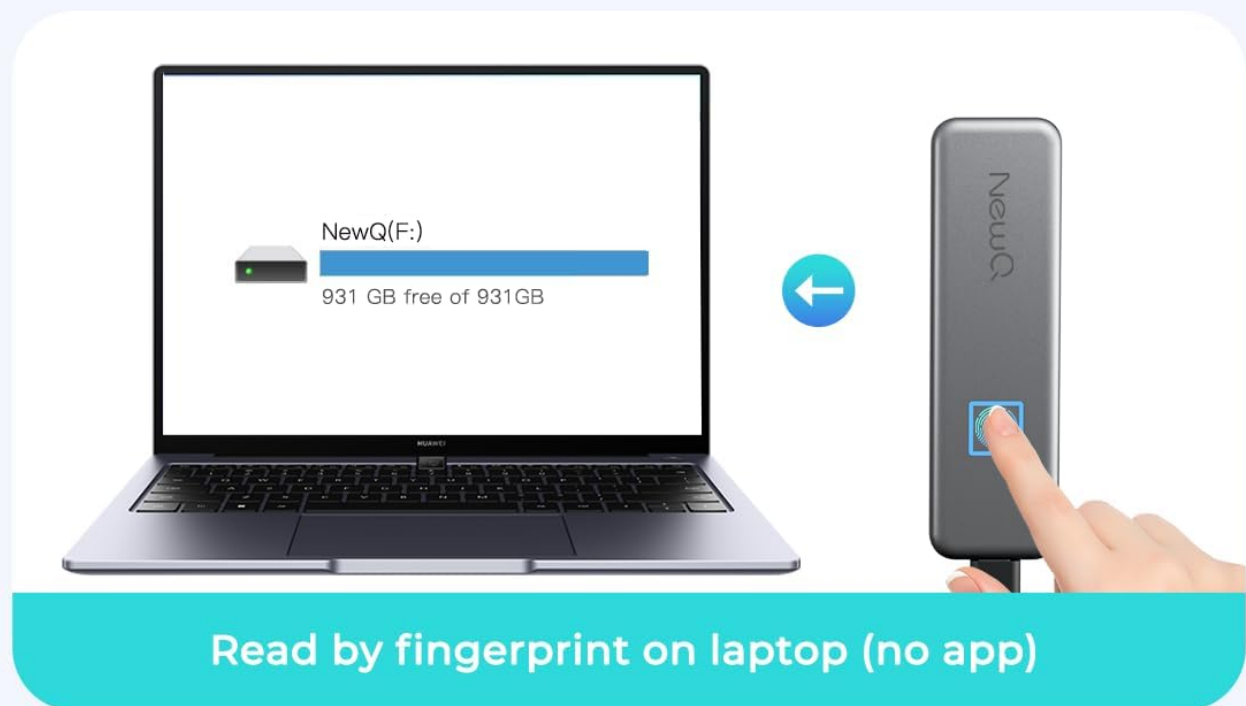 NewQ(F:)
931 GB free of 931GB
HUAWEI
NewQ
Read by fingerprint on laptop (no app)